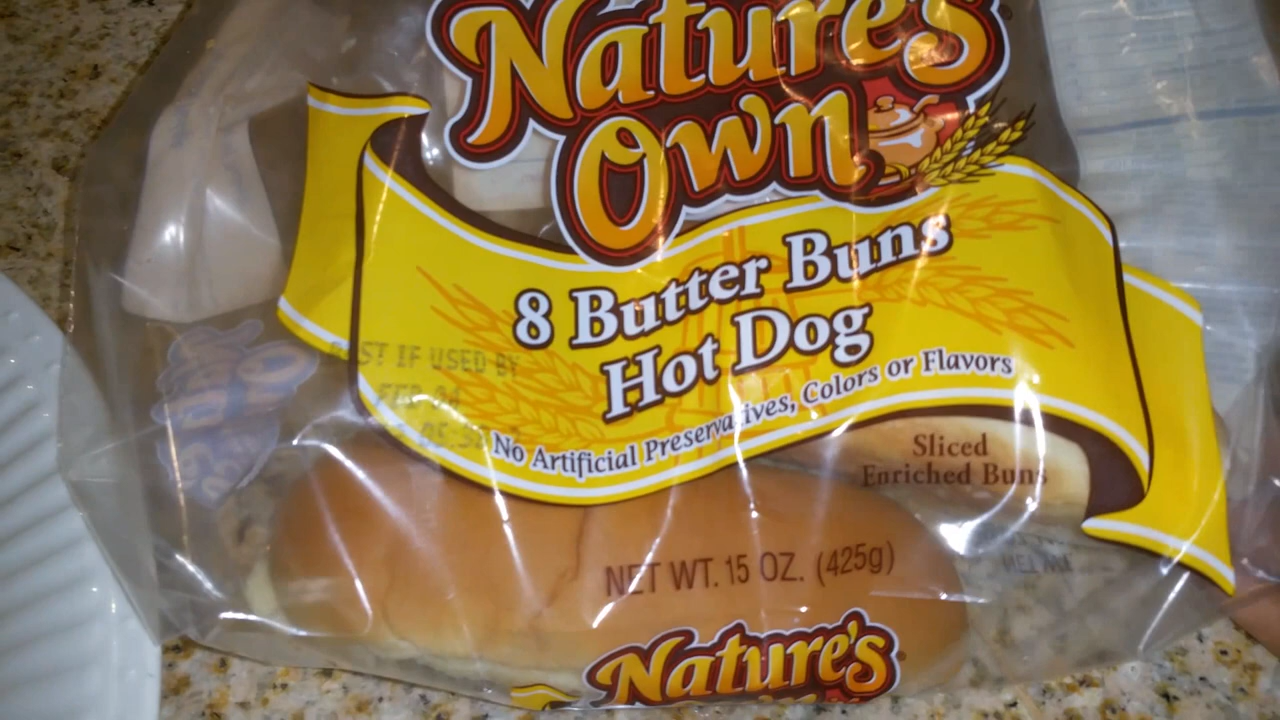 Nature's
Own
8 Butter Buns
Hot Dog
No Artificial Preservatives, Colors or Flavors
BEST IF USED BY
Sliced
Enriched Buns
NET WT. 15 OZ. (425g)
Nature's